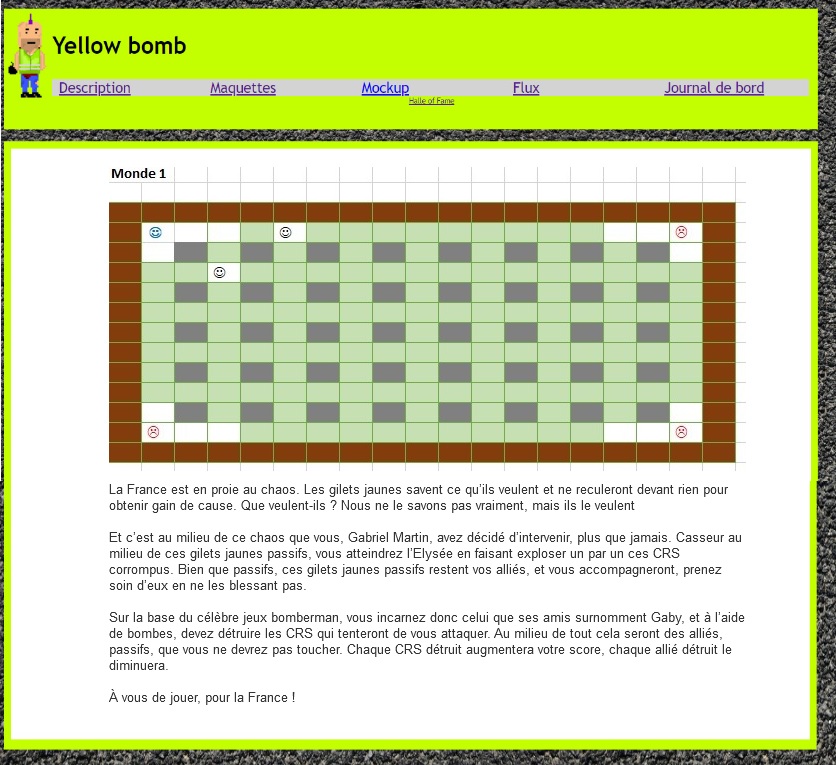 Yellow bomb
Description Maquettes Mockup Flux Journal de bord
Halle of Fame
Monde 1
La France est en proie au chaos. Les gilets jaunes savent ce qu'ils veulent et ne reculeront devant rien pour
obtenir gain de cause. Que veulent-ils ? Nous ne le savons pas vraiment, mais ils le veulent
Et c'est au milieu de ce chaos que vous, Gabriel Martin, avez décidé d'intervenir, plus que jamais. Casseur au
milieu de ces gilets jaunes passifs, vous atteindrez l'Elysée en faisant exploser un par un ces CRS
corrompus. Bien que passifs, ces gilets jaunes passifs restent vos alliés, et vous accompagneront, prenez
soin d'eux en ne les blessant pas.
Sur la base du célèbre jeux bomberman, vous incarnez donc celui que ses amis surnomment Gaby, et à l'aide
de bombes, devez détruire les CRS qui tenteront de vous attaquer. Au milieu de tout cela seront des alliés,
passifs, que vous ne devrez pas toucher. Chaque CRS détruit augmentera votre score, chaque allié détruit le
diminuera.
À vous de jouer, pour la France !